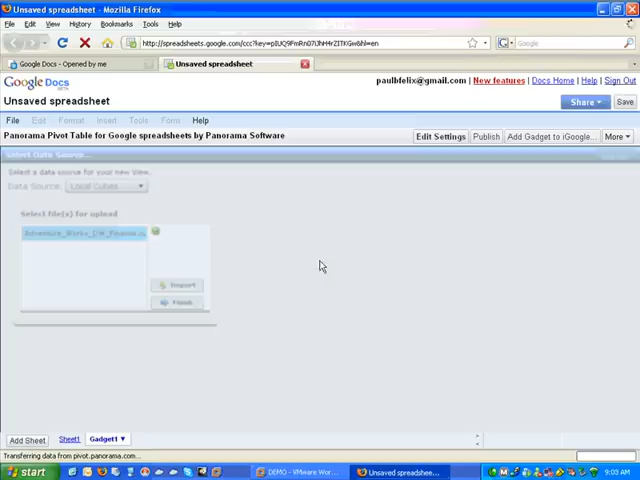 Unsaved spreadsheet - Mozilla Firefox
File Edit View History Bookmarks Tools Help
http://spreadsheets.google.com/ccc?key=pIUQ9FmRn07IJhHrZITKGw&hl=en
Google
Google Docs - Opened by me
Unsaved spreadsheet
Google Docs
BETA
paulbfelix@gmail.com | New features | Docs Home | Help | Sign Out
Unsaved spreadsheet
Share
Save
File Edit Format Insert Tools Form Help
Panorama Pivot Table for Google spreadsheets by Panorama Software
Edit Settings Publish Add Gadget to iGoogle... More
Select Data Source...
Select a data source for your new View.
Data Source: Local Cubes
Select file(s) for upload
Adventure_Works_DW_Finance.c
Import
Finish
Add Sheet Sheet1 Gadget1
Transferring data from pivot.panorama.com...
start
DEMO - VMware Wor...
Unsaved spreadshee...
9:03 AM